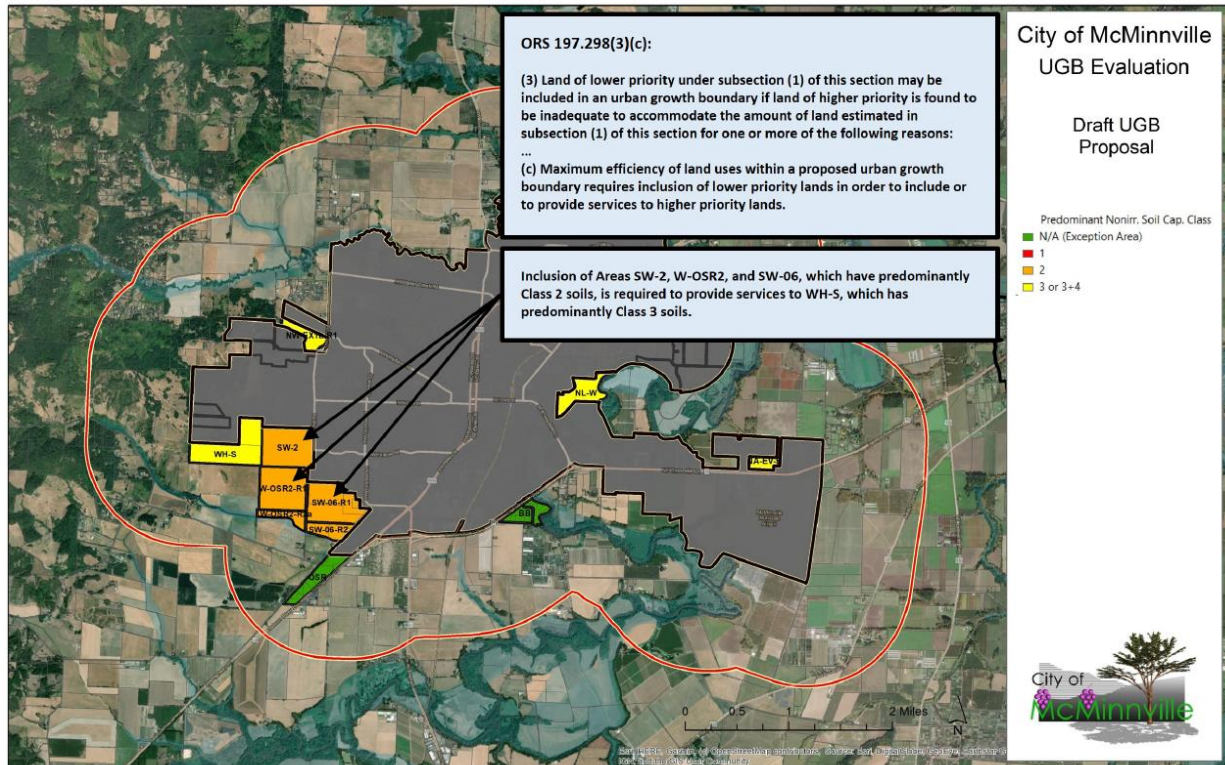 ORS 197.298(3)(c):
(3) Land of lower priority under subsection (1) of this section may be
included in an urban growth boundary if land of higher priority is found to
be inadequate to accommodate the amount of land estimated in
subsection (1) of this section for one or more of the following reasons:
...
(c) Maximum efficiency of land uses within a proposed urban growth
boundary requires inclusion of lower priority lands in order to include or
to provide services to higher priority lands.
Inclusion of Areas SW-2, W-OSR2, and SW-06, which have predominantly
Class 2 soils, is required to provide services to WH-S, which has
predominantly Class 3 soils.
City of McMinnville
UGB Evaluation
Draft UGB
Proposal
Predominant Nonirr. Soil Cap. Class
N/A (Exception Area)
1
2
3 or 3+4
NL-W
SW-2
WH-S
W-OSR2-R1
SW-06-R1
SW-06-R2
OSR
0 0.5 1 2 Miles
N
City of
McMinnville